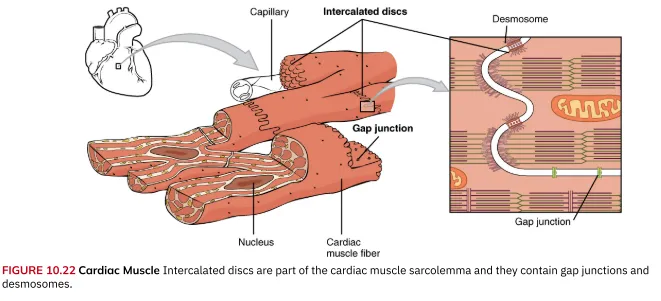 Capillary
Intercalated discs
Desmosome
Gap junction
Gap junction
Nucleus
Cardiac
muscle fiber
FIGURE 10.22 Cardiac Muscle Intercalated discs are part of the cardiac muscle sarcolemma and they contain gap junctions and
desmosomes.